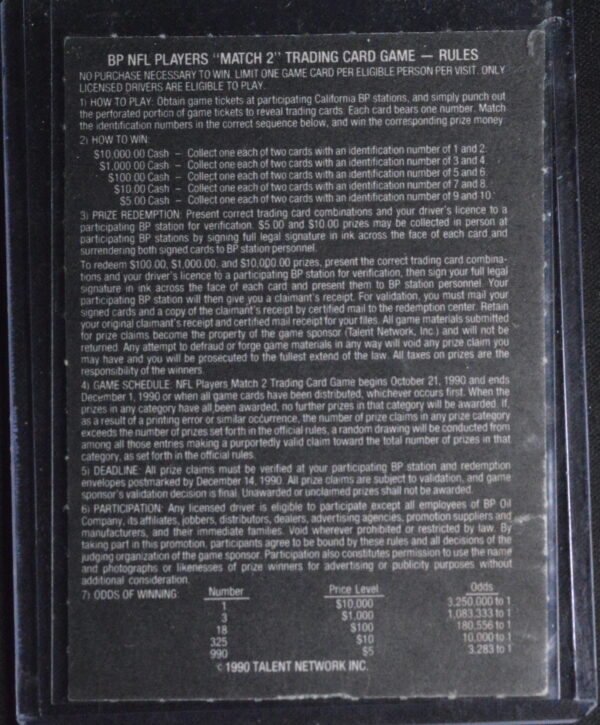 BP NFL PLAYERS "MATCH 2" TRADING CARD GAME — RULES
NO PURCHASE NECESSARY TO WIN. LIMIT ONE GAME CARD PER ELIGIBLE PERSON PER VISIT. ONLY
LICENSED DRIVERS ARE ELIGIBLE TO PLAY.
1) HOW TO PLAY: Obtain game tickets at participating California BP stations, and simply punch out
the perforated portion of game tickets to reveal trading cards. Each card bears one number. Match
the identification numbers in the correct sequence below, and win the corresponding prize money.
2) HOW TO WIN:
$10,000.00 Cash – Collect one each of two cards with an identification number of 1 and 2.
$1,000.00 Cash – Collect one each of two cards with an identification number of 3 and 4.
$100.00 Cash – Collect one each of two cards with an identification number of 5 and 6.
$10.00 Cash – Collect one each of two cards with an identification number of 7 and 8.
$5.00 Cash – Collect one each of two cards with an identification number of 9 and 10.
3) PRIZE REDEMPTION: Present correct trading card combinations and your driver's licence to a
participating BP station for verification. $5.00 and $10.00 prizes may be collected in person at
participating BP stations by signing full legal signature in ink across the face of each card and
surrendering both signed cards to BP station personnel.
To redeem $100.00, $1,000.00, and $10,000.00 prizes, present the correct trading card combina-
tions and your driver's licence to a participating BP station for verification, then sign your full legal
signature in ink across the face of each card and present them to BP station personnel. Your
participating BP station will then give you a claimant's receipt. For validation, you must mail your
signed cards and a copy of the claimant's receipt by certified mail to the redemption center. Retain
your original claimant's receipt and certified mail receipt for your files. All game materials submitted
for prize claims become the property of the game sponsor (Talent Network, Inc.) and will not be
returned. Any attempt to defraud or forge game materials in any way will void any prize claim you
may have and you will be prosecuted to the fullest extend of the law. All taxes on prizes are the
responsibility of the winners.
4) GAME SCHEDULE: NFL Players Match 2 Trading Card Game begins October 21, 1990 and ends
December 1, 1990 or when all game cards have been distributed, whichever occurs first. When the
prizes in any category have all been awarded, no further prizes in that category will be awarded. If,
as a result of a printing error or similar occurrence, the number of prize claims in any prize category
exceeds the number of prizes set forth in the official rules, a random drawing will be conducted from
among all those entries making a purportedly valid claim toward the total number of prizes in that
category, as set forth in the official rules.
5) DEADLINE: All prize claims must be verified at your participating BP station and redemption
envelopes postmarked by December 14, 1990. All prize claims are subject to validation, and game
sponsor's validation decision is final. Unawarded or unclaimed prizes shall not be awarded.
6) PARTICIPATION: Any licensed driver is eligible to participate except all employees of BP Oil
Company, its affiliates, jobbers, distributors, dealers, advertising agencies, promotion suppliers and
manufacturers, and their immediate families. Void wherever prohibited or restricted by law. By
taking part in this promotion, participants agree to be bound by these rules and all decisions of the
judging organization of the game sponsor. Participation also constitutes permission to use the name
and photographs or likenesses of prize winners for advertising or publicity purposes without
additional consideration.
7) ODDS OF WINNING: Number Price Level Odds
1 $10,000 3,250,000 to 1
3 $1,000 1,083,333 to 1
18 $100 180,556 to 1
325 $10 10,000 to 1
990 $5 3,283 to 1
© 1990 TALENT NETWORK INC.